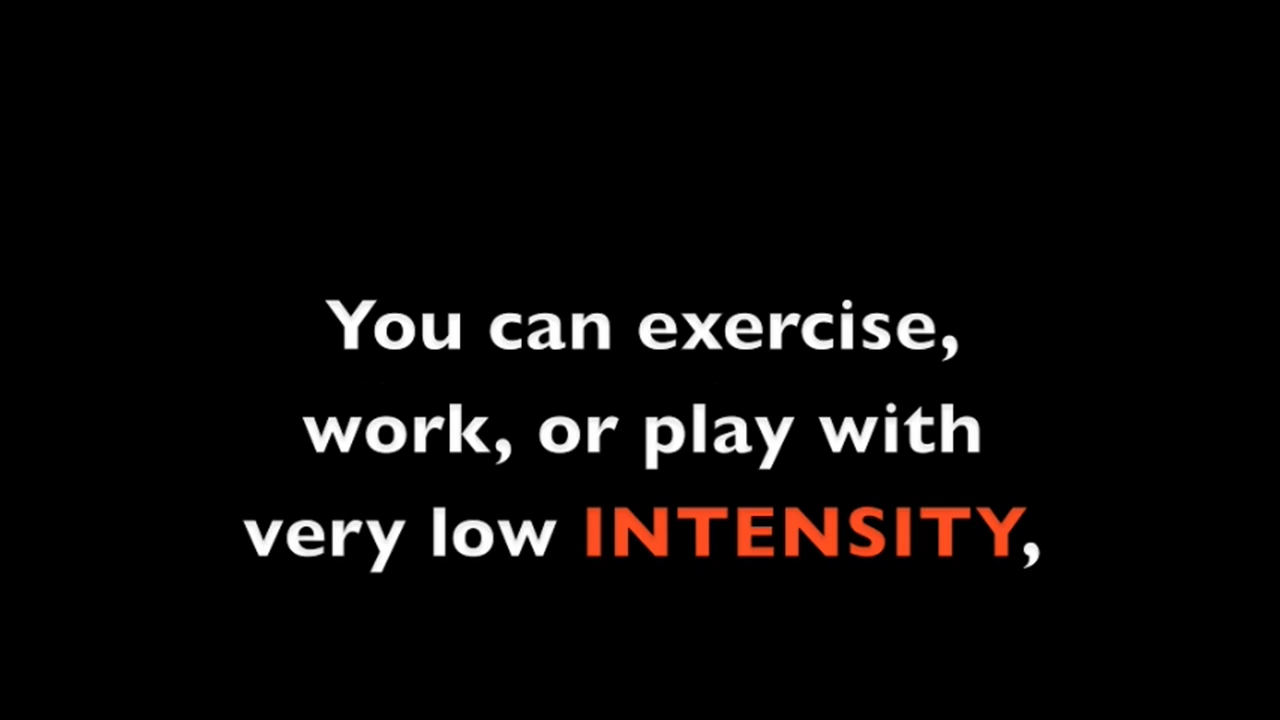 You can exercise,
work, or play with
very low INTENSITY,